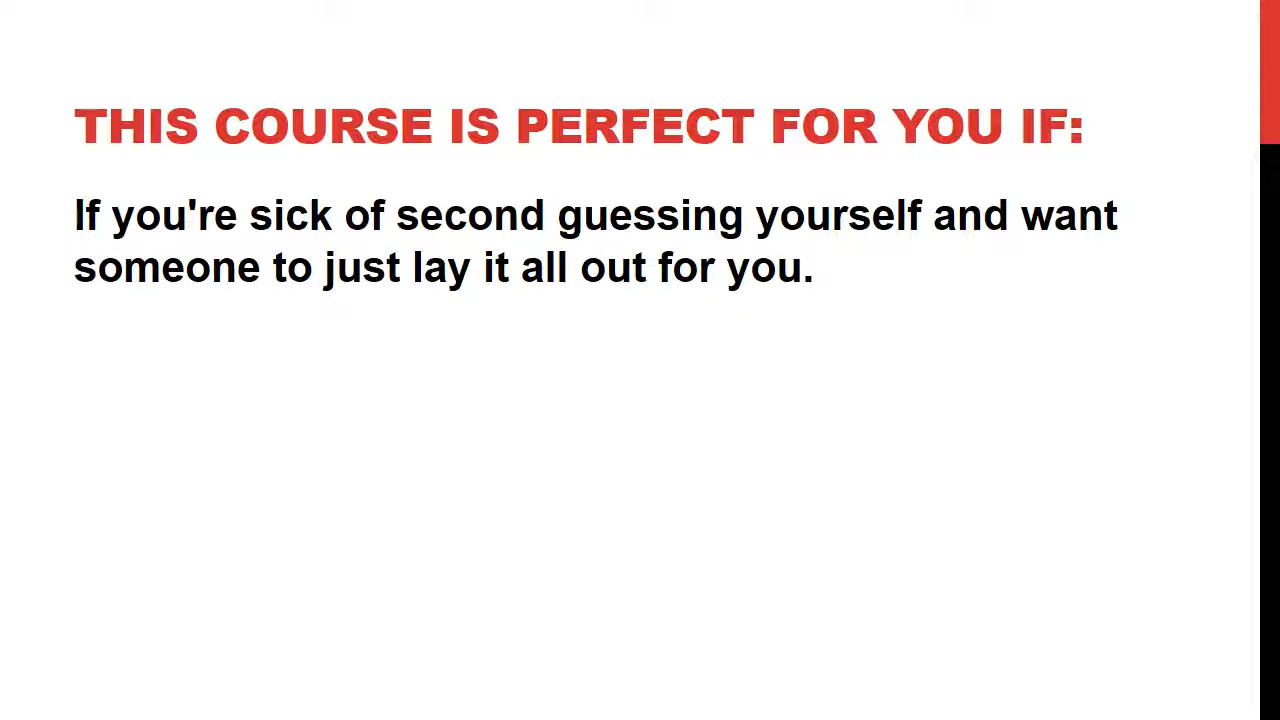 THIS COURSE IS PERFECT FOR YOU IF:
If you're sick of second guessing yourself and want
someone to just lay it all out for you.